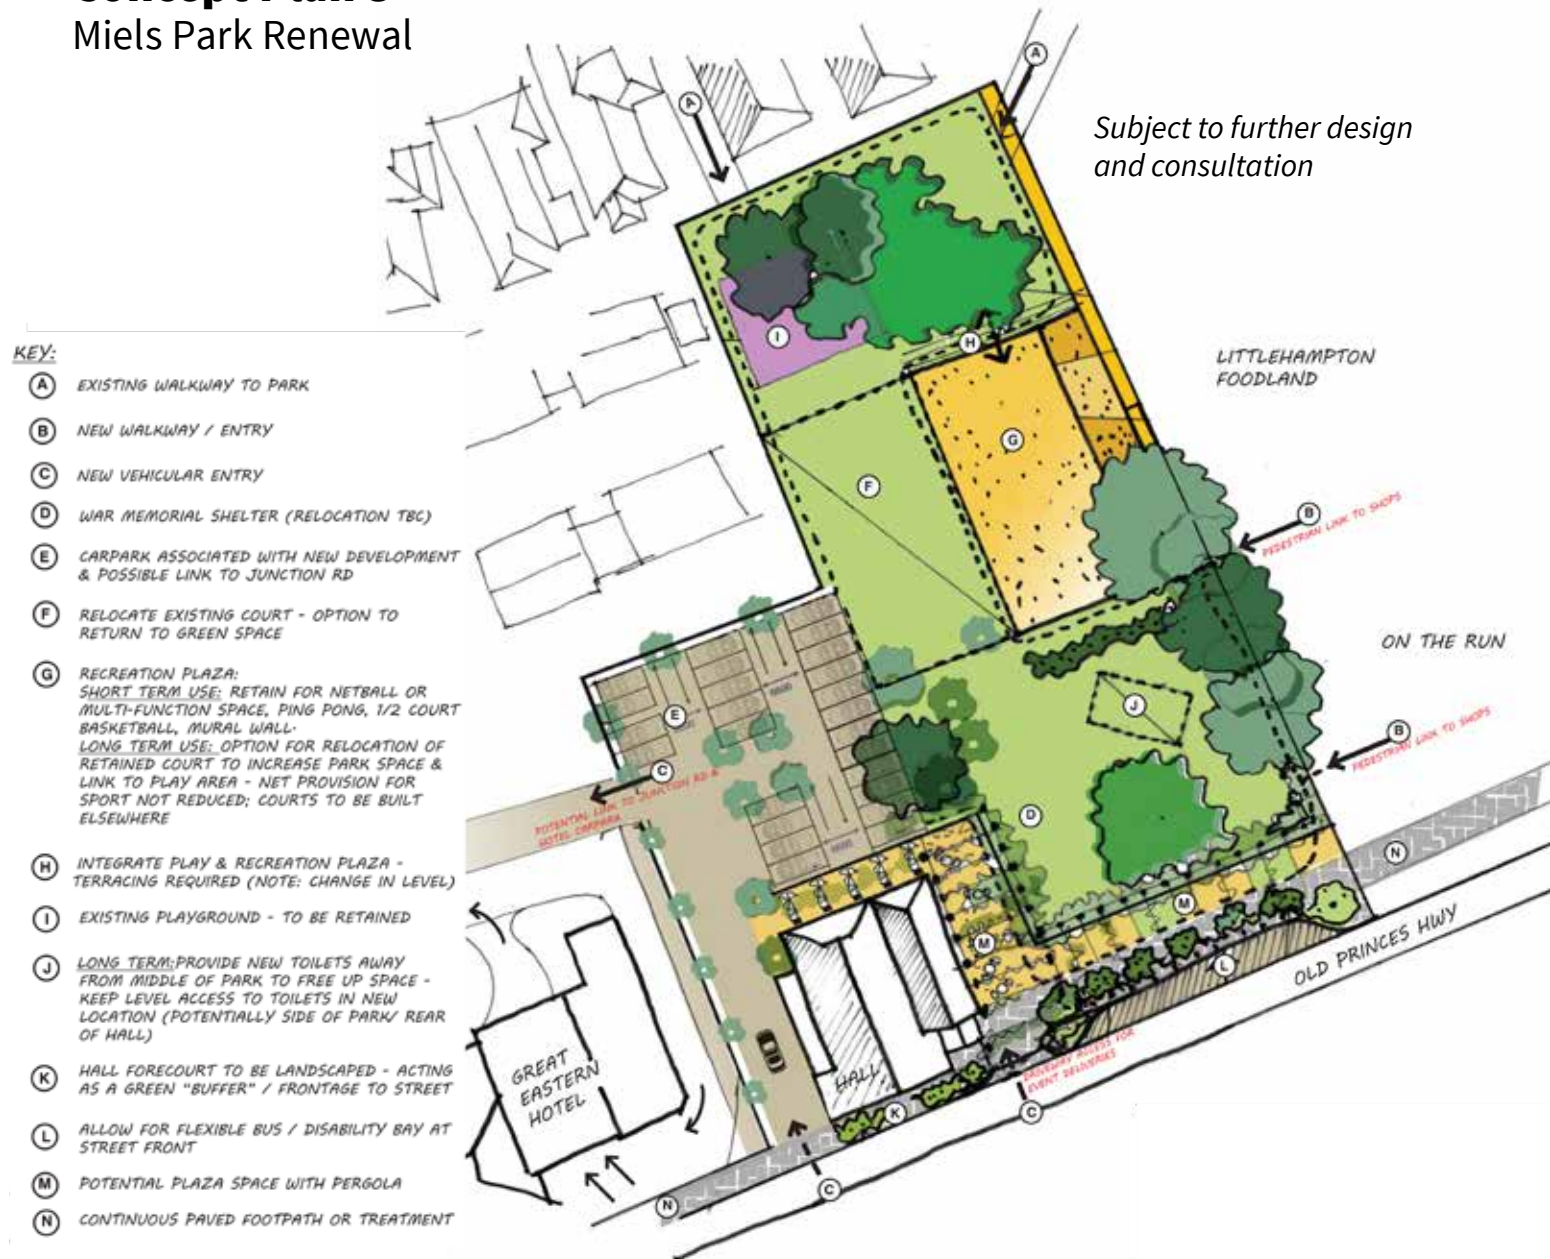 Miels Park Renewal
Subject to further design
and consultation
KEY:
A EXISTING WALKWAY TO PARK
B NEW WALKWAY / ENTRY
C NEW VEHICULAR ENTRY
D WAR MEMORIAL SHELTER (RELOCATION TBC)
E CARPARK ASSOCIATED WITH NEW DEVELOPMENT
& POSSIBLE LINK TO JUNCTION RD
F RELOCATE EXISTING COURT - OPTION TO
RETURN TO GREEN SPACE
G RECREATION PLAZA:
SHORT TERM USE: RETAIN FOR NETBALL OR
MULTI-FUNCTION SPACE, PING PONG, 1/2 COURT
BASKETBALL, MURAL WALL.
LONG TERM USE: OPTION FOR RELOCATION OF
RETAINED COURT TO INCREASE PARK SPACE &
LINK TO PLAY AREA - NET PROVISION FOR
SPORT NOT REDUCED; COURTS TO BE BUILT
ELSEWHERE
H INTEGRATE PLAY & RECREATION PLAZA -
TERRACING REQUIRED (NOTE: CHANGE IN LEVEL)
I EXISTING PLAYGROUND - TO BE RETAINED
J LONG TERM: PROVIDE NEW TOILETS AWAY
FROM MIDDLE OF PARK TO FREE UP SPACE -
KEEP LEVEL ACCESS TO TOILETS IN NEW
LOCATION (POTENTIALLY SIDE OF PARK/ REAR
OF HALL)
K HALL FORECOURT TO BE LANDSCAPED - ACTING
AS A GREEN "BUFFER" / FRONTAGE TO STREET
L ALLOW FOR FLEXIBLE BUS / DISABILITY BAY AT
STREET FRONT
M POTENTIAL PLAZA SPACE WITH PERGOLA
N CONTINUOUS PAVED FOOTPATH OR TREATMENT
A
A
I
H
LITTLEHAMPTON
FOODLAND
G
F
B
PEDESTRIAN LINK TO SHOPS
ON THE RUN
J
E
B
PEDESTRIAN LINK TO SHOPS
C
POTENTIAL LINK TO JUNCTION RD &
HOTEL CARPARK
D
N
M
M
L
OLD PRINCES HWY
GREAT
EASTERN
HOTEL
HALL
DRIVEWAY ACCESS FOR
EVENT DELIVERIES
K
C
C
N